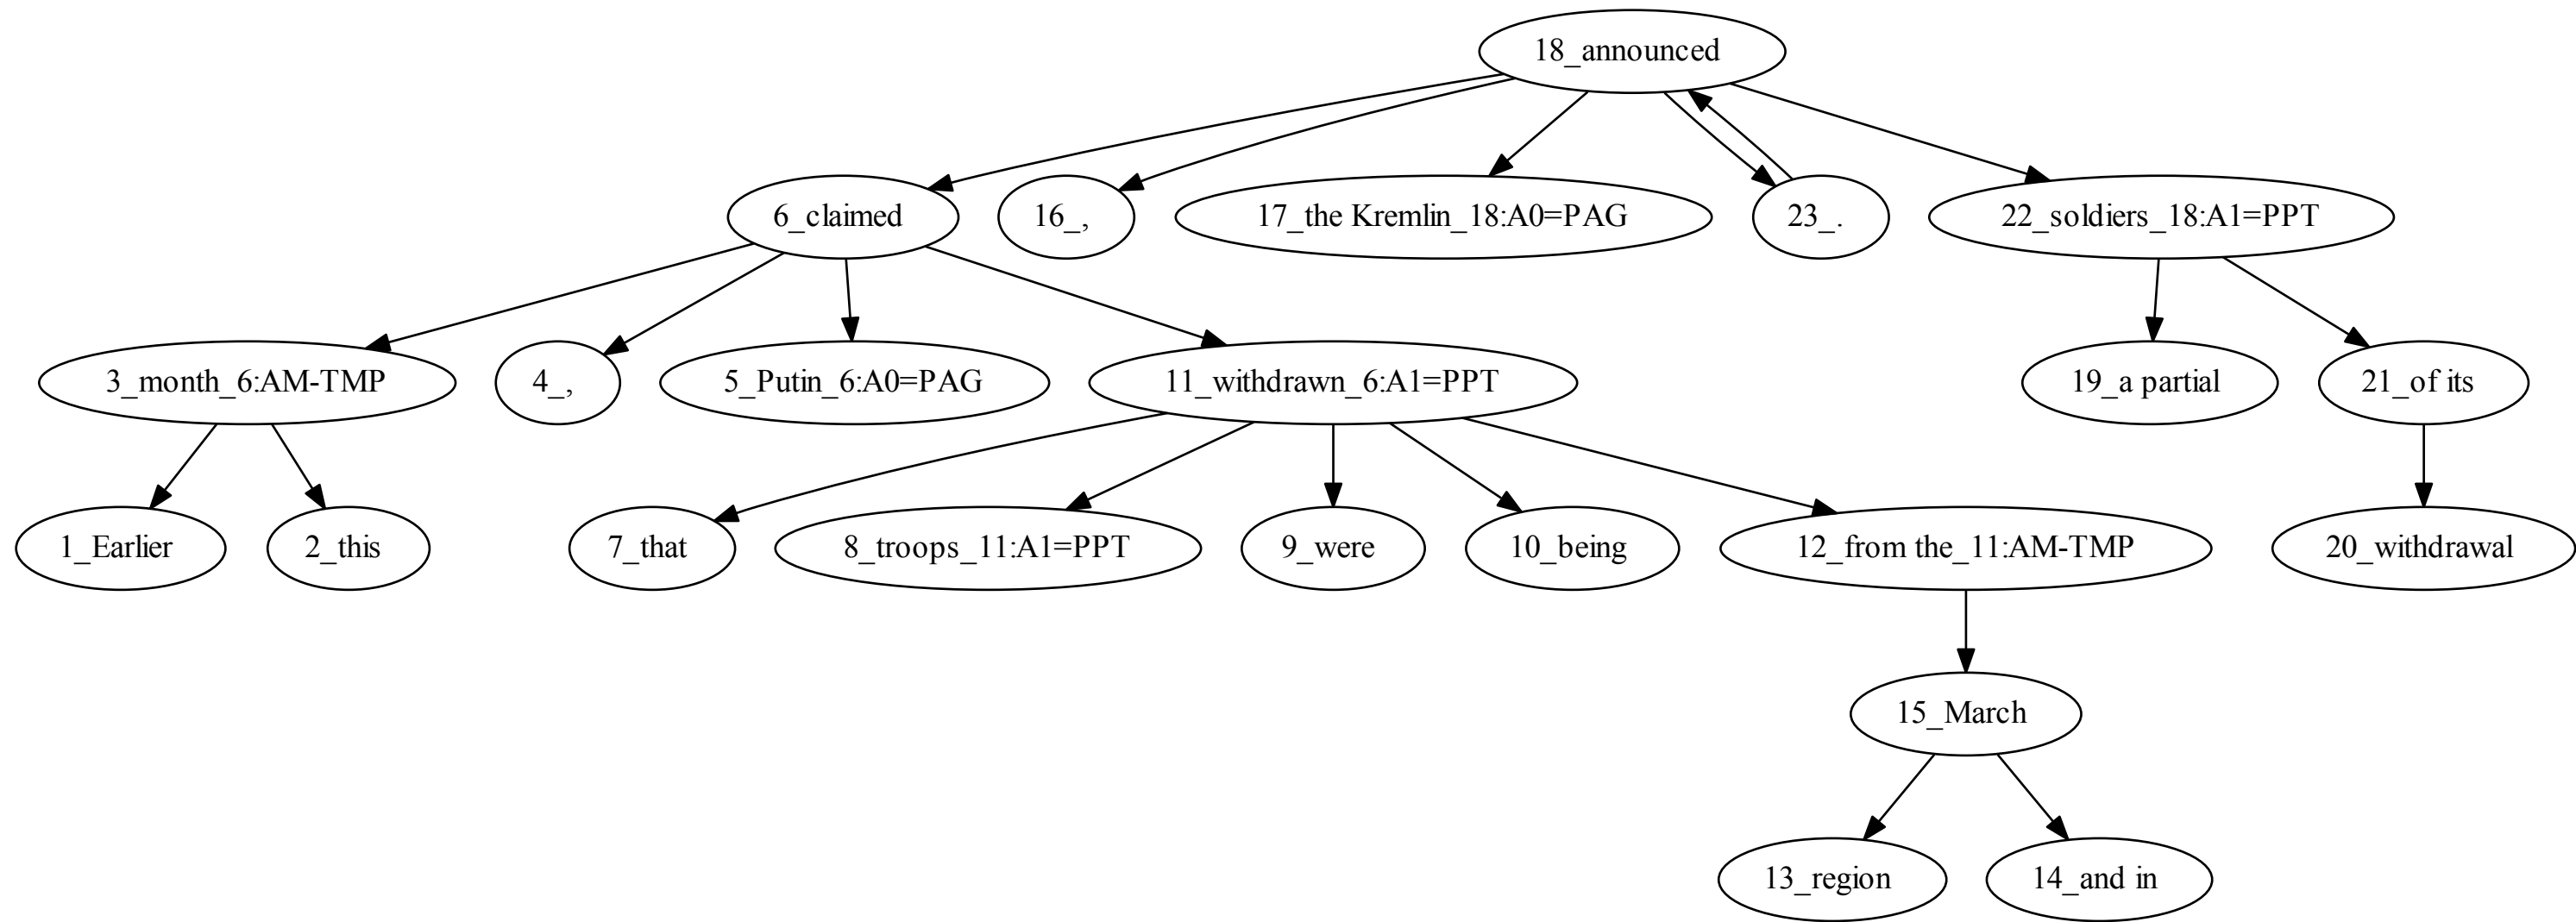 18_announced
6_claimed
16_,
17_the Kremlin_18:A0=PAG
23_.
22_soldiers_18:A1=PPT
3_month_6:AM-TMP
4_,
5_Putin_6:A0=PAG
11_withdrawn_6:A1=PPT
19_a partial
21_of its
1_Earlier
2_this
7_that
8_troops_11:A1=PPT
9_were
10_being
12_from the_11:AM-TMP
20_withdrawal
15_March
13_region
14_and in